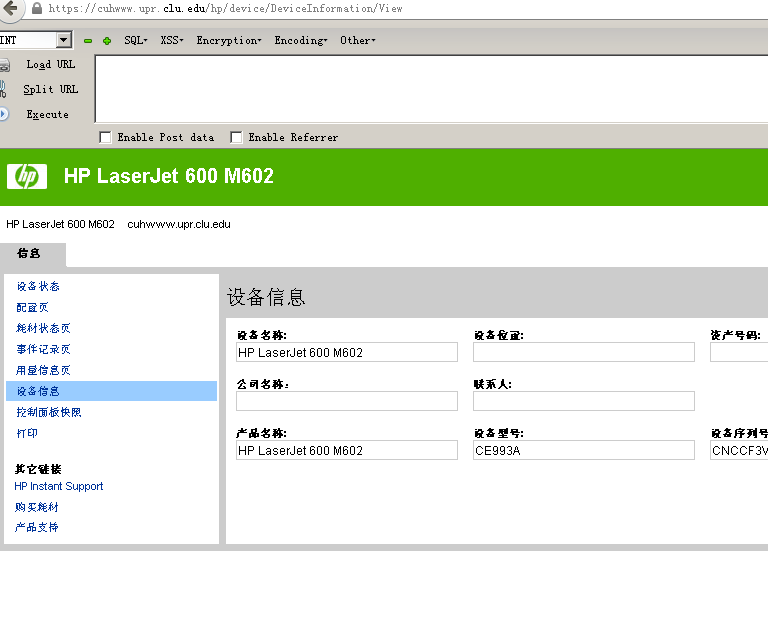 https://cuhwww.upr.clu.edu/hp/device/DeviceInformation/View
INT SQL XSS Encryption Encoding Other
Load URL
Split URL
Execute
Enable Post data Enable Referrer
hp HP LaserJet 600 M602
HP LaserJet 600 M602 cuhwww.upr.clu.edu
信息
设备状态
配置页
耗材状态页
事件记录页
用量信息页
设备信息
控制面板快照
打印
其它链接
HP Instant Support
购买耗材
产品支持
设备信息
设备名称: 设备位置: 资产号码:
HP LaserJet 600 M602
公司名称: 联系人:
产品名称: 设备型号: 设备序列号
HP LaserJet 600 M602 CE993A CNCCF3V